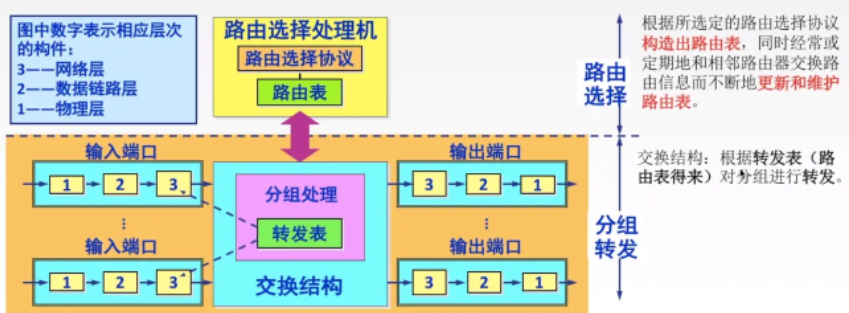 图中数字表示相应层次
的构件：
3——网络层
2——数据链路层
1——物理层
路由选择处理机
路由选择协议
路由表
路由
选择
根据所选定的路由选择协议
构造出路由表，同时经常或
定期地和相邻路由器交换路
由信息而不断地更新和维护
路由表。
输入端口
1
2
3
┇
输入端口
1
2
3
分组处理
转发表
交换结构
输出端口
3
2
1
┇
输出端口
3
2
1
分组
转发
交换结构：根据转发表（路
由表得来）对分组进行转发。